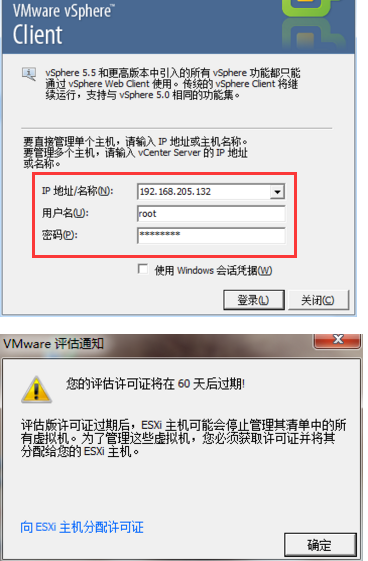 VMware vSphere™
Client
vSphere 5.5 和更高版本中引入的所有 vSphere 功能都只能
通过 vSphere Web Client 使用。传统的 vSphere Client 将继
续运行，支持与 vSphere 5.0 相同的功能集。
要直接管理单个主机，请输入 IP 地址或主机名称。
要管理多个主机，请输入 vCenter Server 的 IP 地址
或名称。
IP 地址/名称(N): 192.168.205.132
用户名(U): root
密码(P): ********
使用 Windows 会话凭据(W)
登录(L) 关闭(C)
VMware 评估通知
您的评估许可证将在 60 天后过期!
评估版许可证过期后，ESXi 主机可能会停止管理其清单中的所
有虚拟机。为了管理这些虚拟机，您必须获取许可证并将其
分配给您的 ESXi 主机。
向 ESXi 主机分配许可证
确定